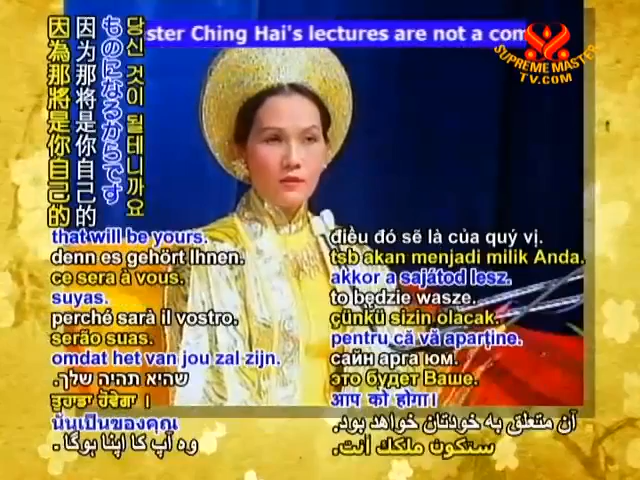 ster Ching Hai's lectures are not a com
SUPREME MASTER
TV.COM
因為那將是你自己的
因为那将是你自己的
ものになるからです
당신 것이 될테니까요
that will be yours.
denn es gehört Ihnen.
ce sera à vous.
suyas.
perché sarà il vostro.
serão suas.
omdat het van jou zal zijn.
שהיא תהיה שלך.
ਤੁਹਾਡਾ ਹੋਵੇਗਾ ।
นั่นเป็นของคุณ
وہ آپ کا اپنا ہوگا .
điều đó sẽ là của quý vị.
tsb akan menjadi milik Anda.
akkor a sajátod lesz.
to będzie wasze.
çünkü sizin olacak.
pentru că vă aparţine.
сайн арга юм.
это будет Ваше.
आप को होगा।
آن متعلق به خودتان خواهد بود.
ستكون ملكك أنت.